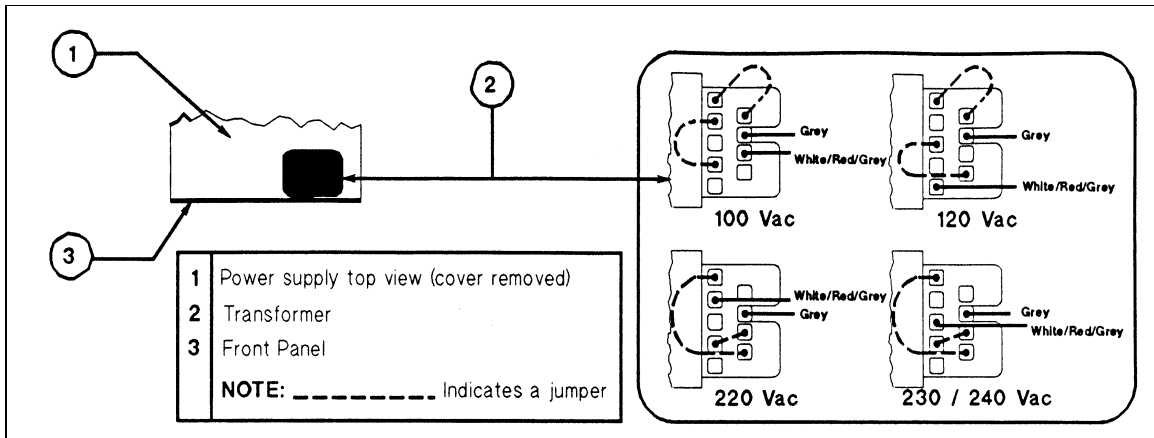 1
2
3
Grey
White/Red/Grey
100 Vac
Grey
White/Red/Grey
120 Vac
White/Red/Grey
Grey
220 Vac
Grey
White/Red/Grey
230 / 240 Vac
1 Power supply top view (cover removed)
2 Transformer
3 Front Panel
NOTE: _ _ _ _ _ _ _ _ Indicates a jumper